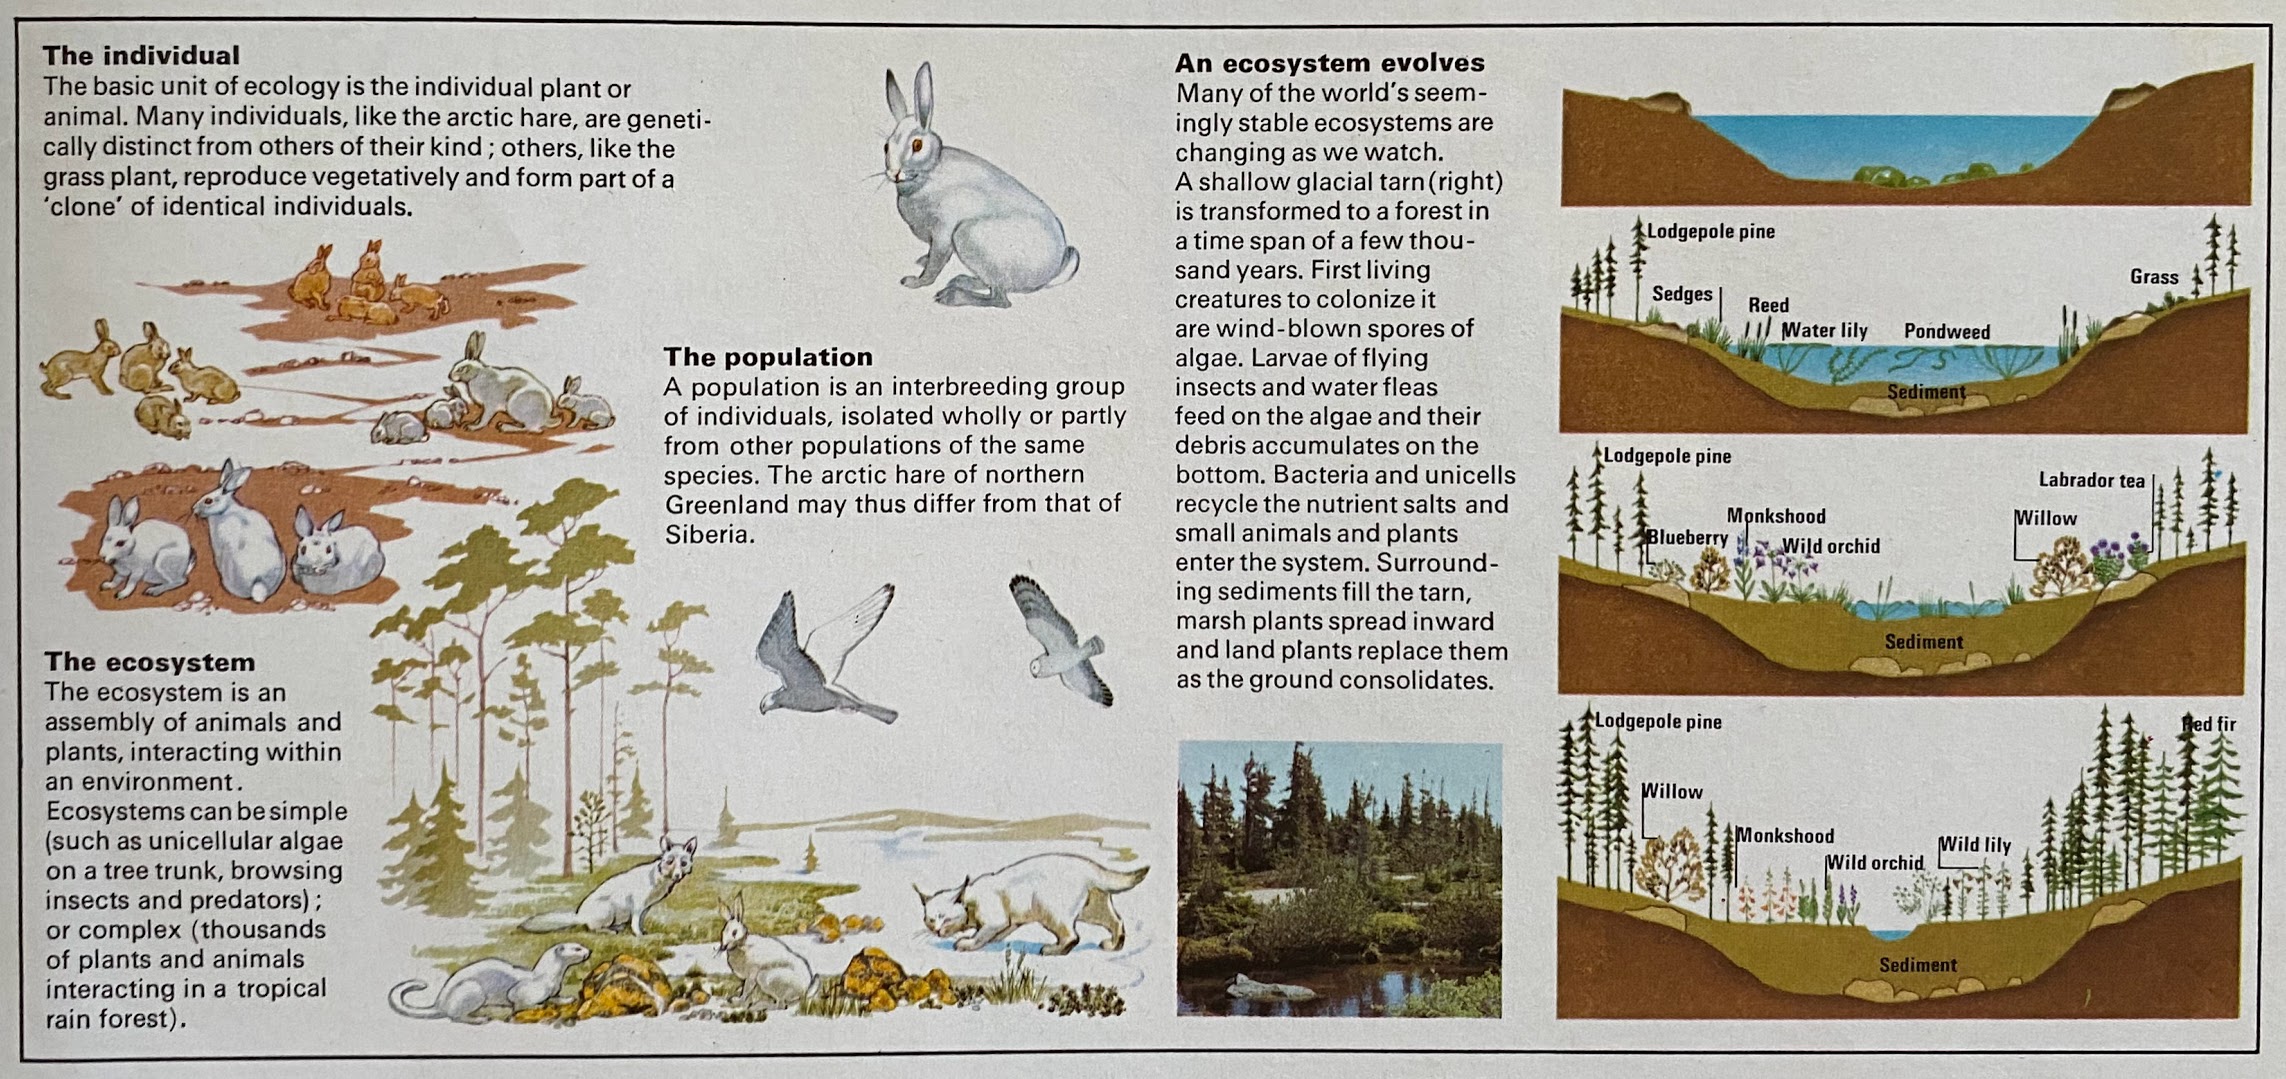 The individual
The basic unit of ecology is the individual plant or
animal. Many individuals, like the arctic hare, are geneti-
cally distinct from others of their kind ; others, like the
grass plant, reproduce vegetatively and form part of a
‘clone’ of identical individuals.
The population
A population is an interbreeding group
of individuals, isolated wholly or partly
from other populations of the same
species. The arctic hare of northern
Greenland may thus differ from that of
Siberia.
The ecosystem
The ecosystem is an
assembly of animals and
plants, interacting within
an environment.
Ecosystems can be simple
(such as unicellular algae
on a tree trunk, browsing
insects and predators) ;
or complex (thousands
of plants and animals
interacting in a tropical
rain forest).
An ecosystem evolves
Many of the world's seem-
ingly stable ecosystems are
changing as we watch.
A shallow glacial tarn (right)
is transformed to a forest in
a time span of a few thou-
sand years. First living
creatures to colonize it
are wind-blown spores of
algae. Larvae of flying
insects and water fleas
feed on the algae and their
debris accumulates on the
bottom. Bacteria and unicells
recycle the nutrient salts and
small animals and plants
enter the system. Surround-
ing sediments fill the tarn,
marsh plants spread inward
and land plants replace them
as the ground consolidates.
Lodgepole pine
Grass
Sedges
Reed
Water lily
Pondweed
Sediment
Lodgepole pine
Labrador tea
Monkshood
Willow
Blueberry
Wild orchid
Sediment
Lodgepole pine
Red fir
Willow
Monkshood
Wild lily
Wild orchid
Sediment